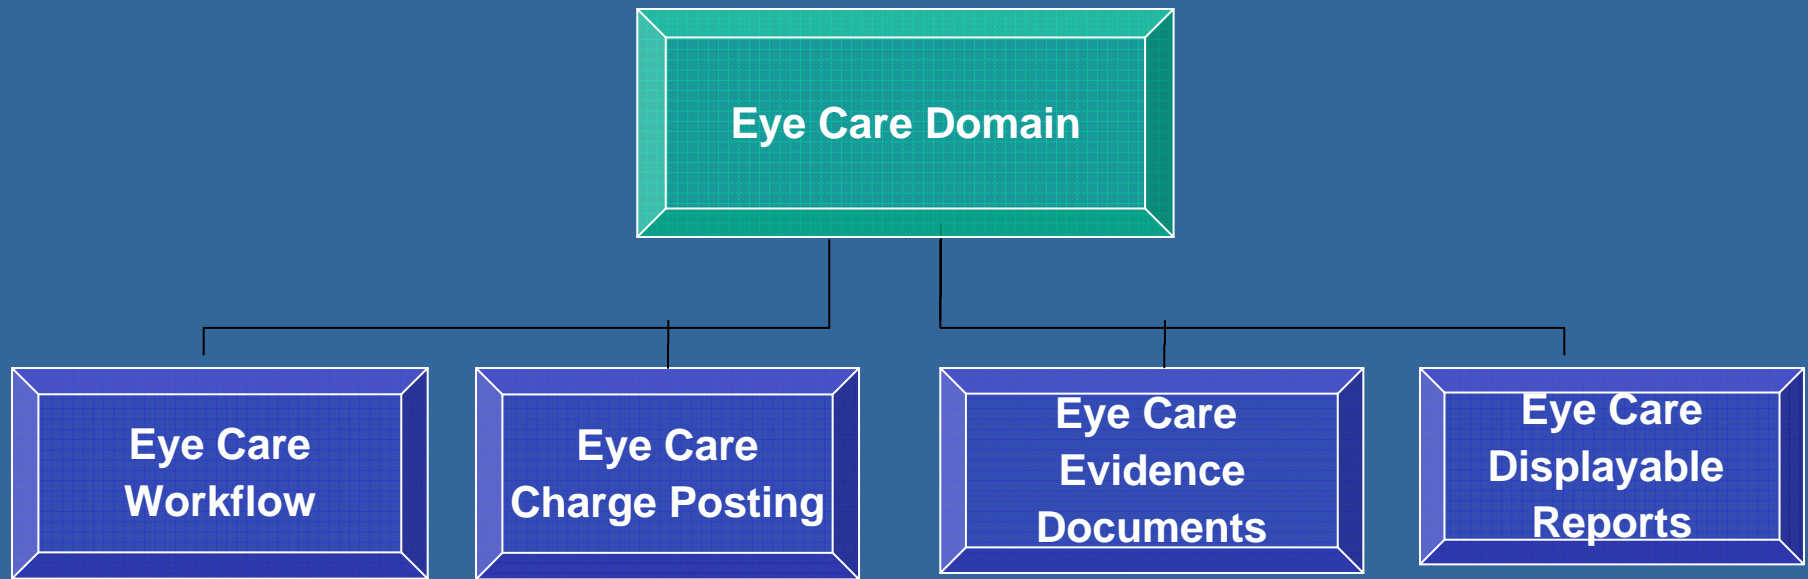 Eye Care Domain
Eye Care
Workflow
Eye Care
Charge Posting
Eye Care
Evidence
Documents
Eye Care
Displayable
Reports